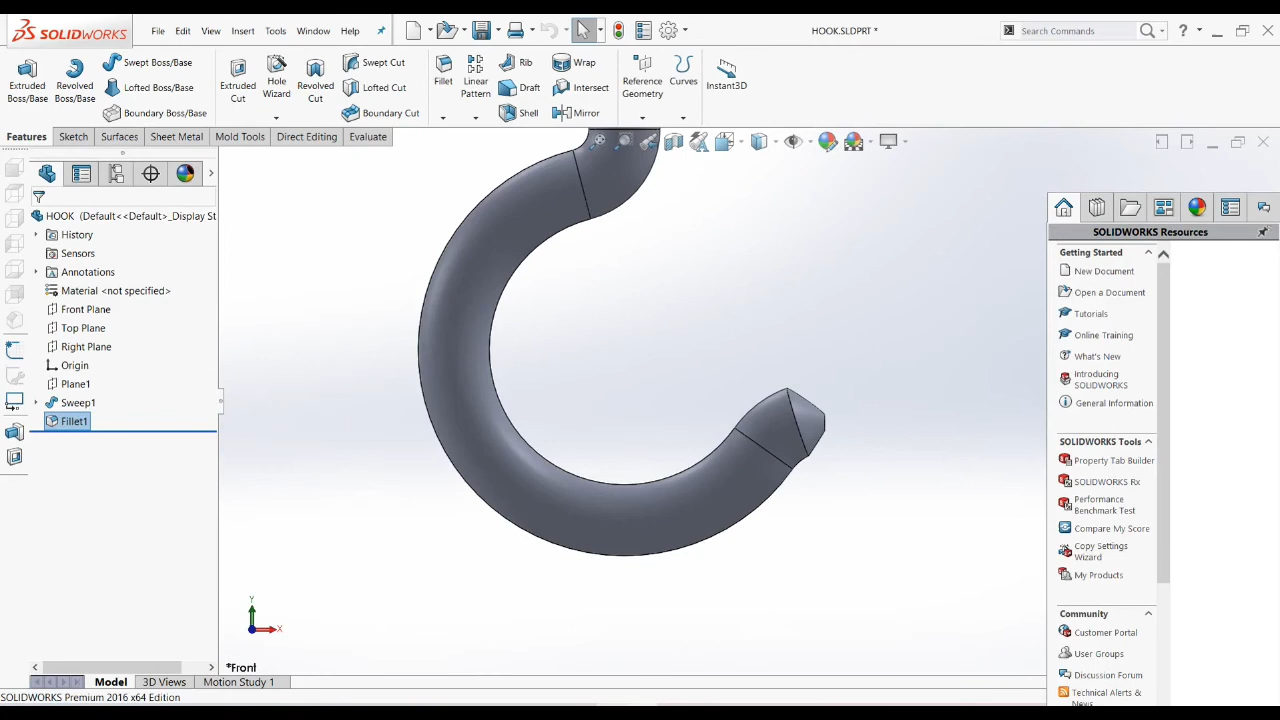 SOLIDWORKS
File Edit View Insert Tools Window Help
HOOK.SLDPRT *
Search Commands
?
Extruded Boss/Base
Revolved Boss/Base
Swept Boss/Base
Lofted Boss/Base
Boundary Boss/Base
Extruded Cut
Hole Wizard
Revolved Cut
Swept Cut
Lofted Cut
Boundary Cut
Fillet
Linear Pattern
Rib
Draft
Shell
Wrap
Intersect
Mirror
Reference Geometry
Curves
Instant3D
Features Sketch Surfaces Sheet Metal Mold Tools Direct Editing Evaluate
HOOK (Default<<Default>_Display St
History
Sensors
Annotations
Material <not specified>
Front Plane
Top Plane
Right Plane
Origin
Plane1
Sweep1
Fillet1
Y
X
*Front
SOLIDWORKS Resources
Getting Started
New Document
Open a Document
Tutorials
Online Training
What's New
Introducing
SOLIDWORKS
General Information
SOLIDWORKS Tools
Property Tab Builder
SOLIDWORKS Rx
Performance
Benchmark Test
Compare My Score
Copy Settings
Wizard
My Products
Community
Customer Portal
User Groups
Discussion Forum
Technical Alerts &
News
Model 3D Views Motion Study 1
SOLIDWORKS Premium 2016 x64 Edition